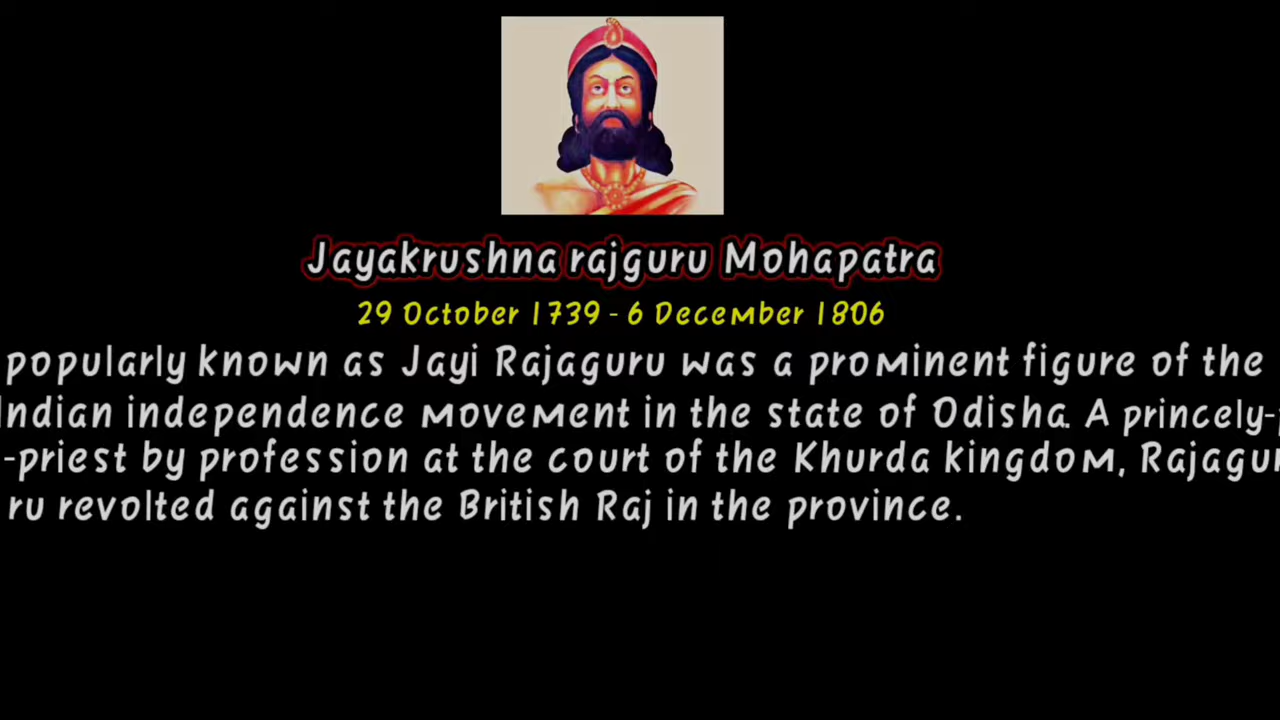 Jayakrushna rajguru Mohapatra
29 October 1739 - 6 December 1806
popularly known as Jayi Rajaguru was a prominent figure of the
Indian independence movement in the state of Odisha. A princely-
-priest by profession at the court of the Khurda kingdom, Rajagur
ru revolted against the British Raj in the province.